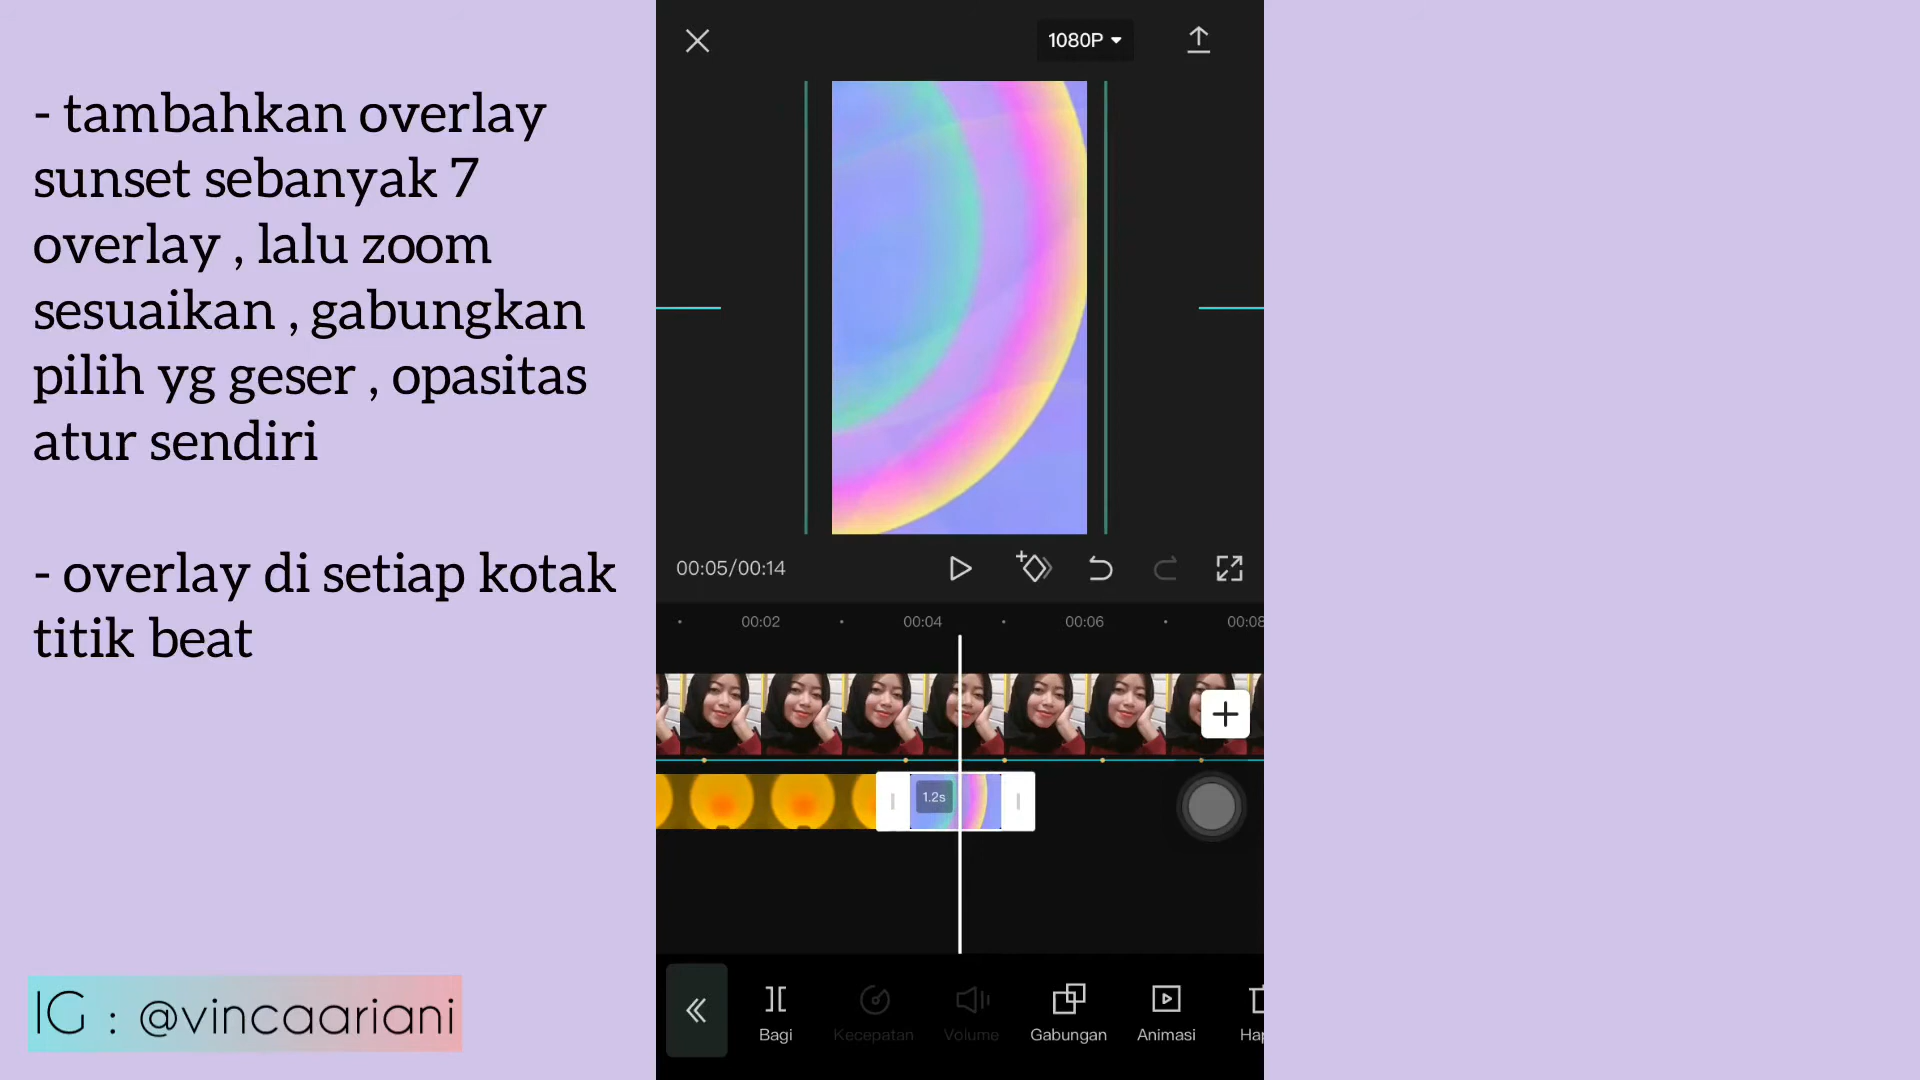 - tambahkan overlay
sunset sebanyak 7
overlay , lalu zoom
sesuaikan , gabungkan
pilih yg geser , opasitas
atur sendiri
- overlay di setiap kotak
titik beat
IG : @vincaariani
1080P
00:05/00:14
00:02 00:04 00:06 00:08
1.2s
Bagi Kecepatan Volume Gabungan Animasi Hap